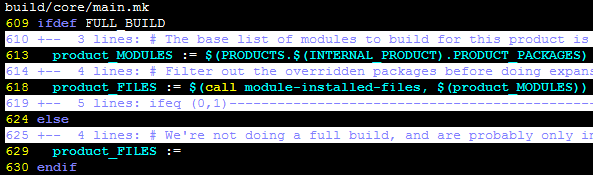 build/core/main.mk
609 ifdef FULL_BUILD
610 +-- 3 lines: # The base list of modules to build for this product is
613 product_MODULES := $(PRODUCTS.$(INTERNAL_PRODUCT).PRODUCT_PACKAGES)
614 +-- 4 lines: # Filter out the overridden packages before doing expans
618 product_FILES := $(call module-installed-files, $(product_MODULES))
619 +-- 5 lines: ifeq (0,1)-----------------------------------------------
624 else
625 +-- 4 lines: # We're not doing a full build, and are probably only in
629 product_FILES :=
630 endif